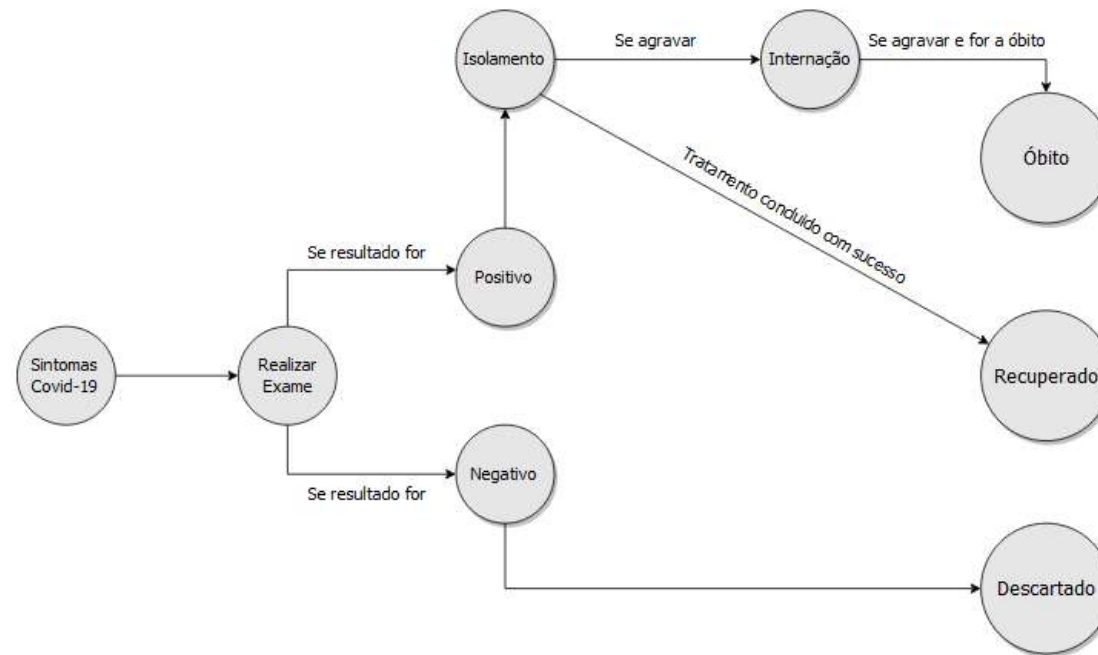 Isolamento
Se agravar
Internação
Se agravar e for a óbito
Óbito
Tratamento concluido com sucesso
Se resultado for
Positivo
Sintomas
Covid-19
Realizar
Exame
Recuperado
Negativo
Se resultado for
Descartado